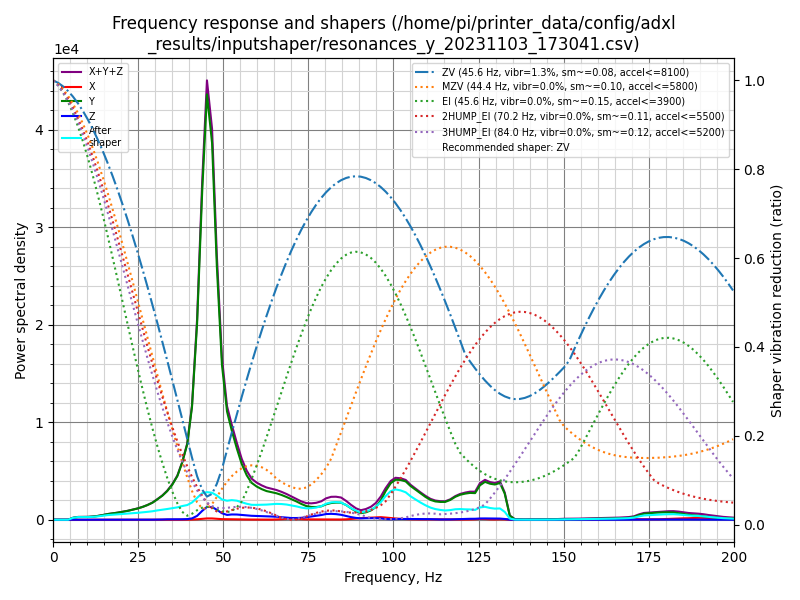 Frequency response and shapers (/home/pi/printer_data/config/adxl
_results/inputshaper/resonances_y_20231103_173041.csv)
1e4
X+Y+Z
X
Y
Z
After
shaper
ZV (45.6 Hz, vibr=1.3%, sm~=0.08, accel<=8100)
MZV (44.4 Hz, vibr=0.0%, sm~=0.10, accel<=5800)
EI (45.6 Hz, vibr=0.0%, sm~=0.15, accel<=3900)
2HUMP_EI (70.2 Hz, vibr=0.0%, sm~=0.11, accel<=5500)
3HUMP_EI (84.0 Hz, vibr=0.0%, sm~=0.12, accel<=5200)
Recommended shaper: ZV
Power spectral density
4
3
2
1
0
1.0
0.8
0.6
0.4
0.2
0.0
Shaper vibration reduction (ratio)
0 25 50 75 100 125 150 175 200
Frequency, Hz